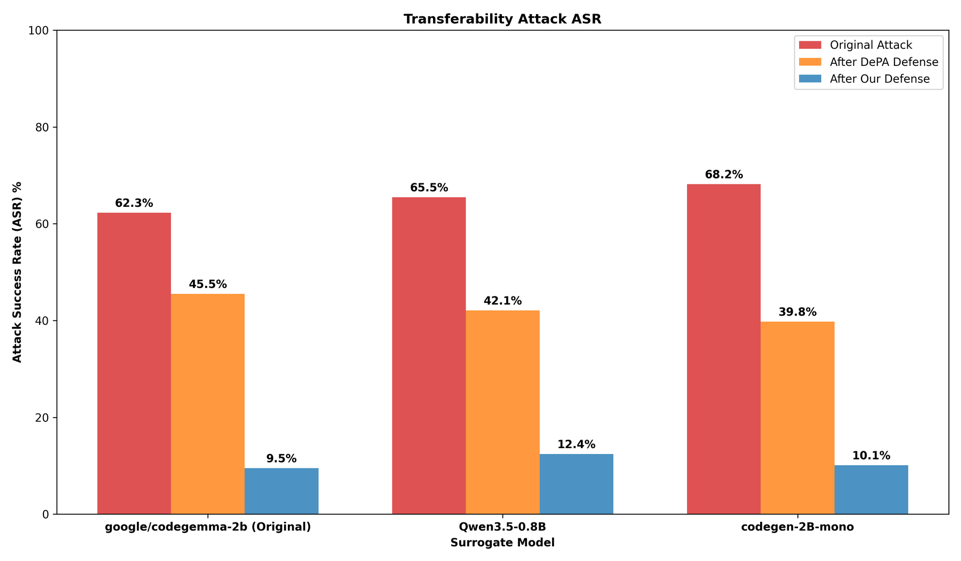 Transferability Attack ASR
Original Attack
After DePA Defense
After Our Defense
Attack Success Rate (ASR) %
100
80
60
40
20
0
62.3%
45.5%
9.5%
65.5%
42.1%
12.4%
68.2%
39.8%
10.1%
google/codegemma-2b (Original)
Qwen3.5-0.8B
codegen-2B-mono
Surrogate Model